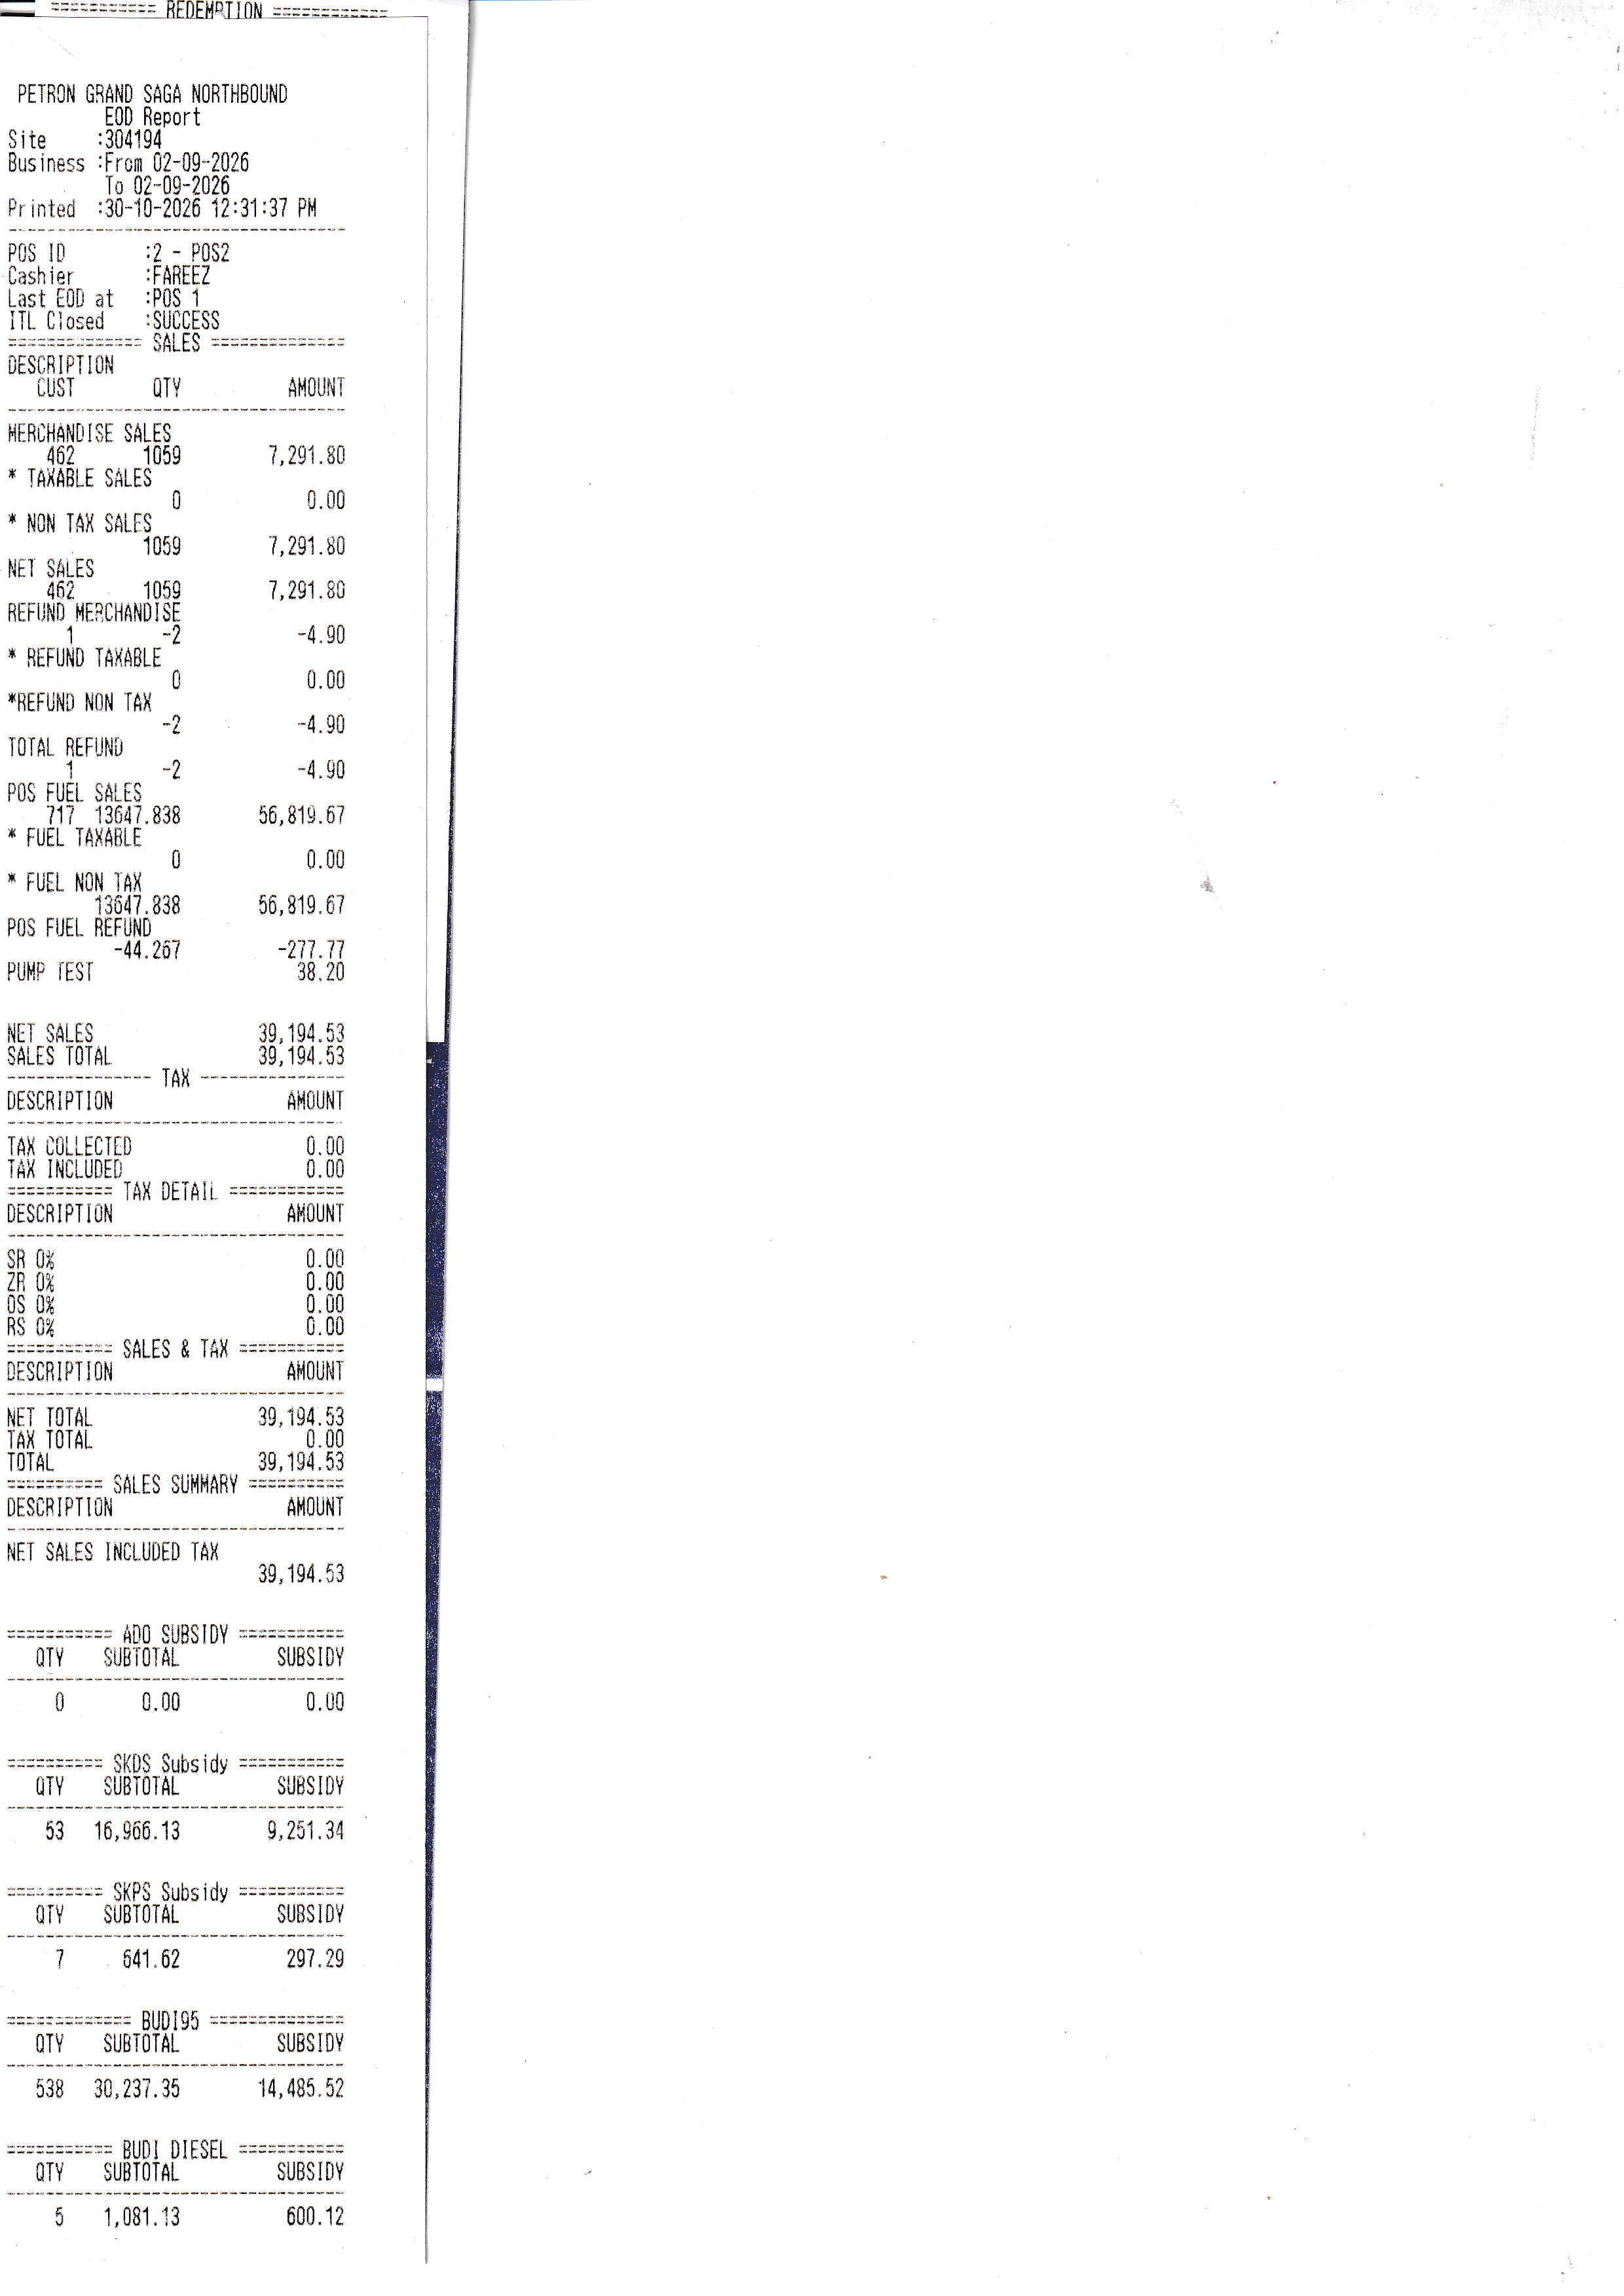 =========== REDEMPTION ============
PETRON GRAND SAGA NORTHBOUND
EOD Report
Site :304194
Business :From 02-09-2026
To 02-09-2026
Printed :30-10-2026 12:31:37 PM
-----------------------------------
POS ID :2 - POS2
Cashier :FAREEZ
Last EOD at :POS 1
ITL Closed :SUCCESS
============== SALES ==============
DESCRIPTION
CUST QTY AMOUNT
-----------------------------------
MERCHANDISE SALES
462 1059 7,291.80
* TAXABLE SALES
0 0.00
* NON TAX SALES
1059 7,291.80
NET SALES
462 1059 7,291.80
REFUND MERCHANDISE
1 -2 -4.90
* REFUND TAXABLE
0 0.00
*REFUND NON TAX
-2 -4.90
TOTAL REFUND
1 -2 -4.90
POS FUEL SALES
717 13647.838 56,819.67
* FUEL TAXABLE
0 0.00
* FUEL NON TAX
13647.838 56,819.67
POS FUEL REFUND
-44.267 -277.77
PUMP TEST 38.20
NET SALES 39,194.53
SALES TOTAL 39,194.53
--------------- TAX ---------------
DESCRIPTION AMOUNT
-----------------------------------
TAX COLLECTED 0.00
TAX INCLUDED 0.00
=========== TAX DETAIL ============
DESCRIPTION AMOUNT
-----------------------------------
SR 0% 0.00
ZR 0% 0.00
OS 0% 0.00
RS 0% 0.00
=========== SALES & TAX ===========
DESCRIPTION AMOUNT
-----------------------------------
NET TOTAL 39,194.53
TAX TOTAL 0.00
TOTAL 39,194.53
========== SALES SUMMARY ==========
DESCRIPTION AMOUNT
-----------------------------------
NET SALES INCLUDED TAX
39,194.53
=========== ADO SUBSIDY ===========
QTY SUBTOTAL SUBSIDY
-----------------------------------
0 0.00 0.00
========== SKDS Subsidy ===========
QTY SUBTOTAL SUBSIDY
-----------------------------------
53 16,966.13 9,251.34
========== SKPS Subsidy ===========
QTY SUBTOTAL SUBSIDY
-----------------------------------
7 641.62 297.29
============= BUDI95 ==============
QTY SUBTOTAL SUBSIDY
-----------------------------------
538 30,237.35 14,485.52
=========== BUDI DIESEL ===========
QTY SUBTOTAL SUBSIDY
-----------------------------------
5 1,081.13 600.12